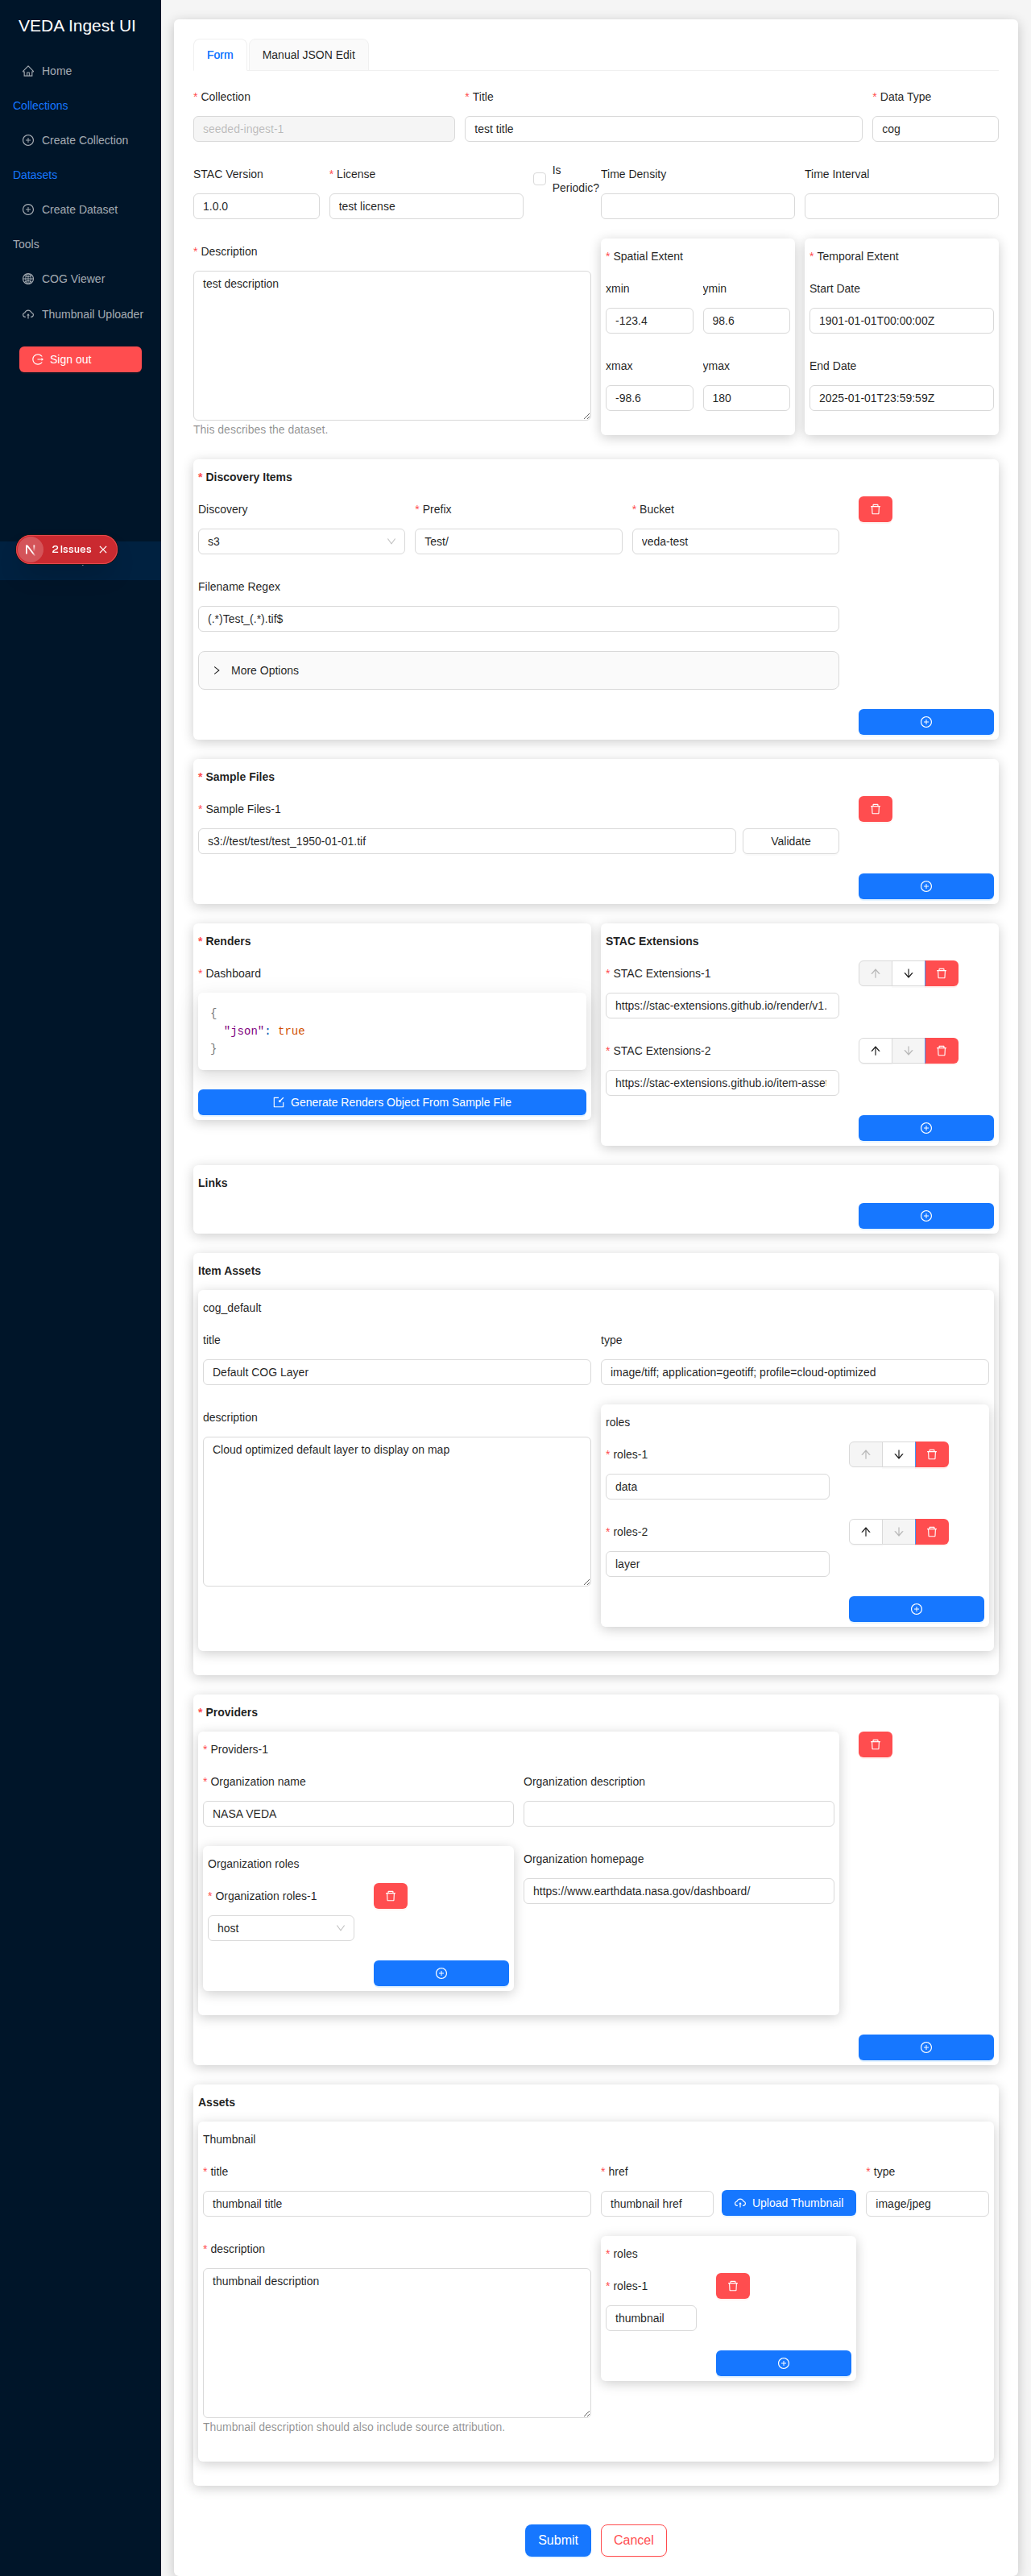 VEDA Ingest UI
Home
Collections
Create Collection
Datasets
Create Dataset
Tools
COG Viewer
Thumbnail Uploader
Sign out
2 Issues
Form
Manual JSON Edit
* Collection
* Title
* Data Type
seeded-ingest-1
test title
cog
STAC Version
* License
Is Periodic?
Time Density
Time Interval
1.0.0
test license
* Description
test description
This describes the dataset.
* Spatial Extent
xmin
ymin
-123.4
98.6
xmax
ymax
-98.6
180
* Temporal Extent
Start Date
1901-01-01T00:00:00Z
End Date
2025-01-01T23:59:59Z
* Discovery Items
Discovery
* Prefix
* Bucket
s3
Test/
veda-test
Filename Regex
(.*)Test_(.*).tif$
More Options
* Sample Files
* Sample Files-1
s3://test/test/test_1950-01-01.tif
Validate
* Renders
* Dashboard
{
"json": true
}
Generate Renders Object From Sample File
STAC Extensions
* STAC Extensions-1
https://stac-extensions.github.io/render/v1.
* STAC Extensions-2
https://stac-extensions.github.io/item-asse
Links
Item Assets
cog_default
title
type
Default COG Layer
image/tiff; application=geotiff; profile=cloud-optimized
description
Cloud optimized default layer to display on map
roles
* roles-1
data
* roles-2
layer
* Providers
* Providers-1
* Organization name
Organization description
NASA VEDA
Organization roles
* Organization roles-1
host
Organization homepage
https://www.earthdata.nasa.gov/dashboard/
Assets
Thumbnail
* title
* href
* type
thumbnail title
thumbnail href
Upload Thumbnail
image/jpeg
* description
thumbnail description
Thumbnail description should also include source attribution.
* roles
* roles-1
thumbnail
Submit
Cancel